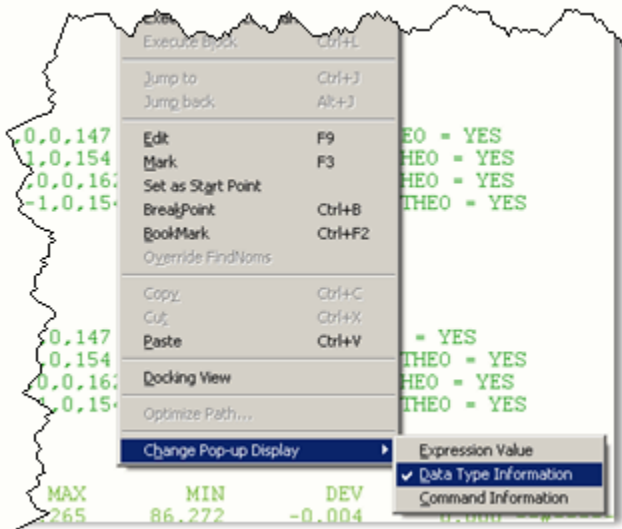 Execute Block Ctrl+L
Jump to Ctrl+J
Jump back Alt+J
,0,0,147 EO = YES
Edit F9
1,0,154 HEO = YES
Mark F3
,0,0,162 HEO = YES
Set as Start Point
-1,0,154 THEO = YES
BreakPoint Ctrl+B
BookMark Ctrl+F2
Override FindNoms
Copy Ctrl+C
Cut Ctrl+X
0,147 = YES
Paste Ctrl+V
0,154 THEO = YES
Docking View
0,0,162 HEO = YES
,0,154 THEO = YES
Optimize Path...
Change Pop-up Display
Expression Value
Data Type Information
Command Information
MAX MIN DEV
265 86.272 -0.004